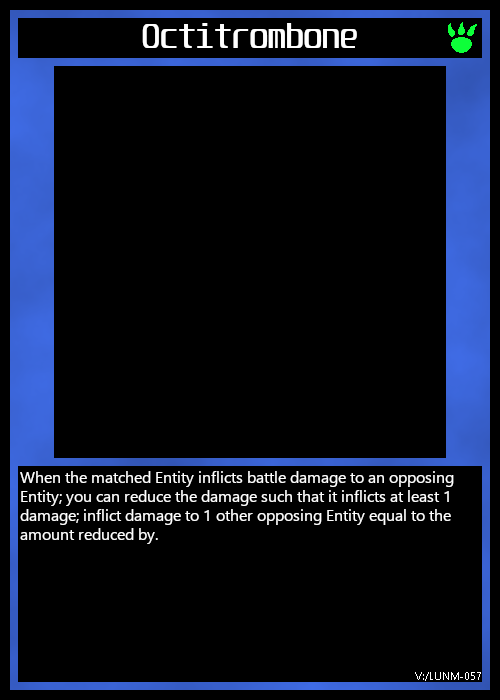 Octitrombone
When the matched Entity inflicts battle damage to an opposing
Entity; you can reduce the damage such that it inflicts at least 1
damage; inflict damage to 1 other opposing Entity equal to the
amount reduced by.
V:/LUNM-057